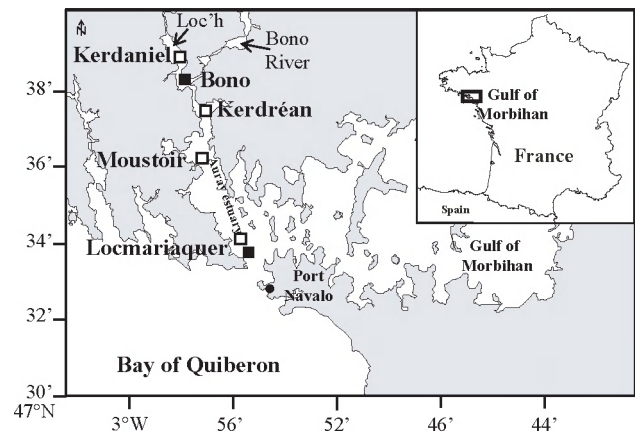 N
Loc'h
Kerdaniel
Bono
River
Bono
Kerdréan
Moustoir
Auray estuary
Locmariaquer
Port
Navalo
Gulf of
Morbihan
Bay of Quiberon
Gulf of
Morbihan
France
Spain
38'
36'
34'
32'
30'
47°N
3°W
56'
52'
46'
44'